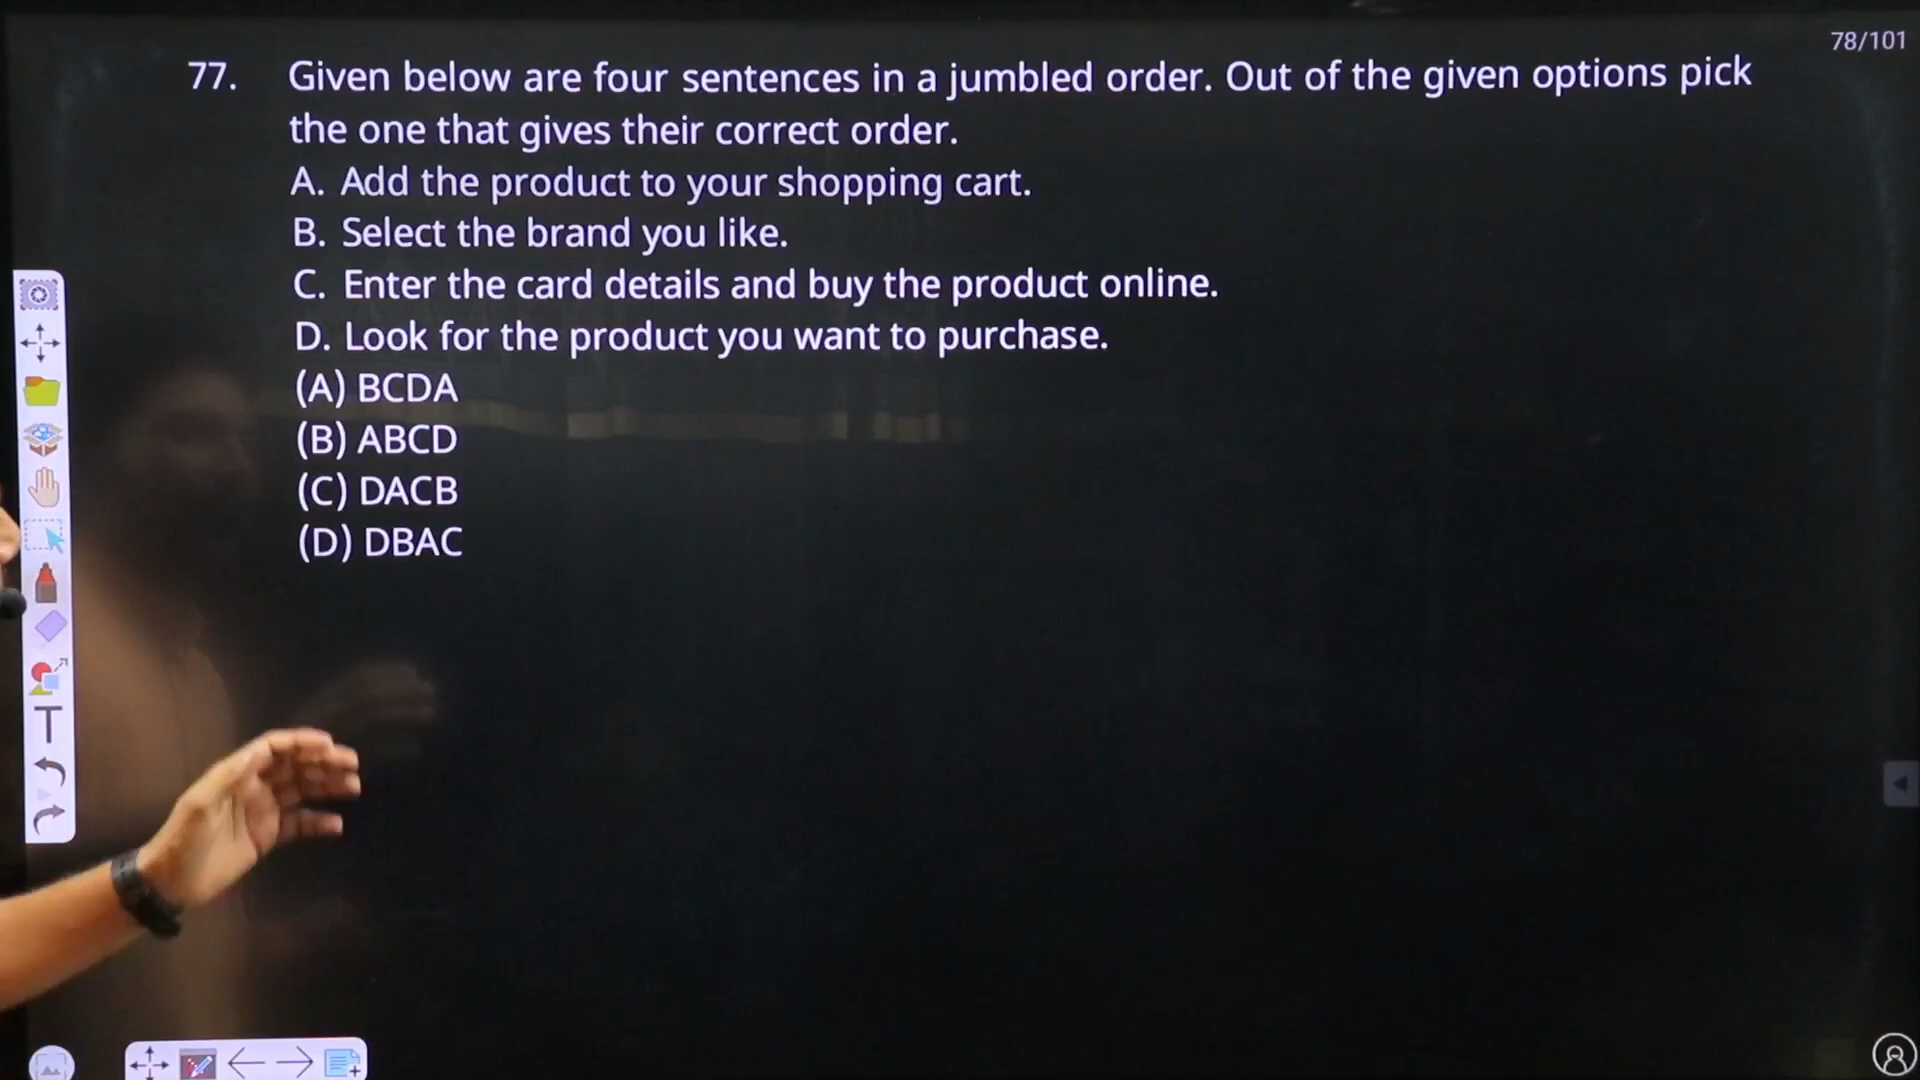 78/101
77. Given below are four sentences in a jumbled order. Out of the given options pick
the one that gives their correct order.
A. Add the product to your shopping cart.
B. Select the brand you like.
C. Enter the card details and buy the product online.
D. Look for the product you want to purchase.
(A) BCDA
(B) ABCD
(C) DACB
(D) DBAC
T